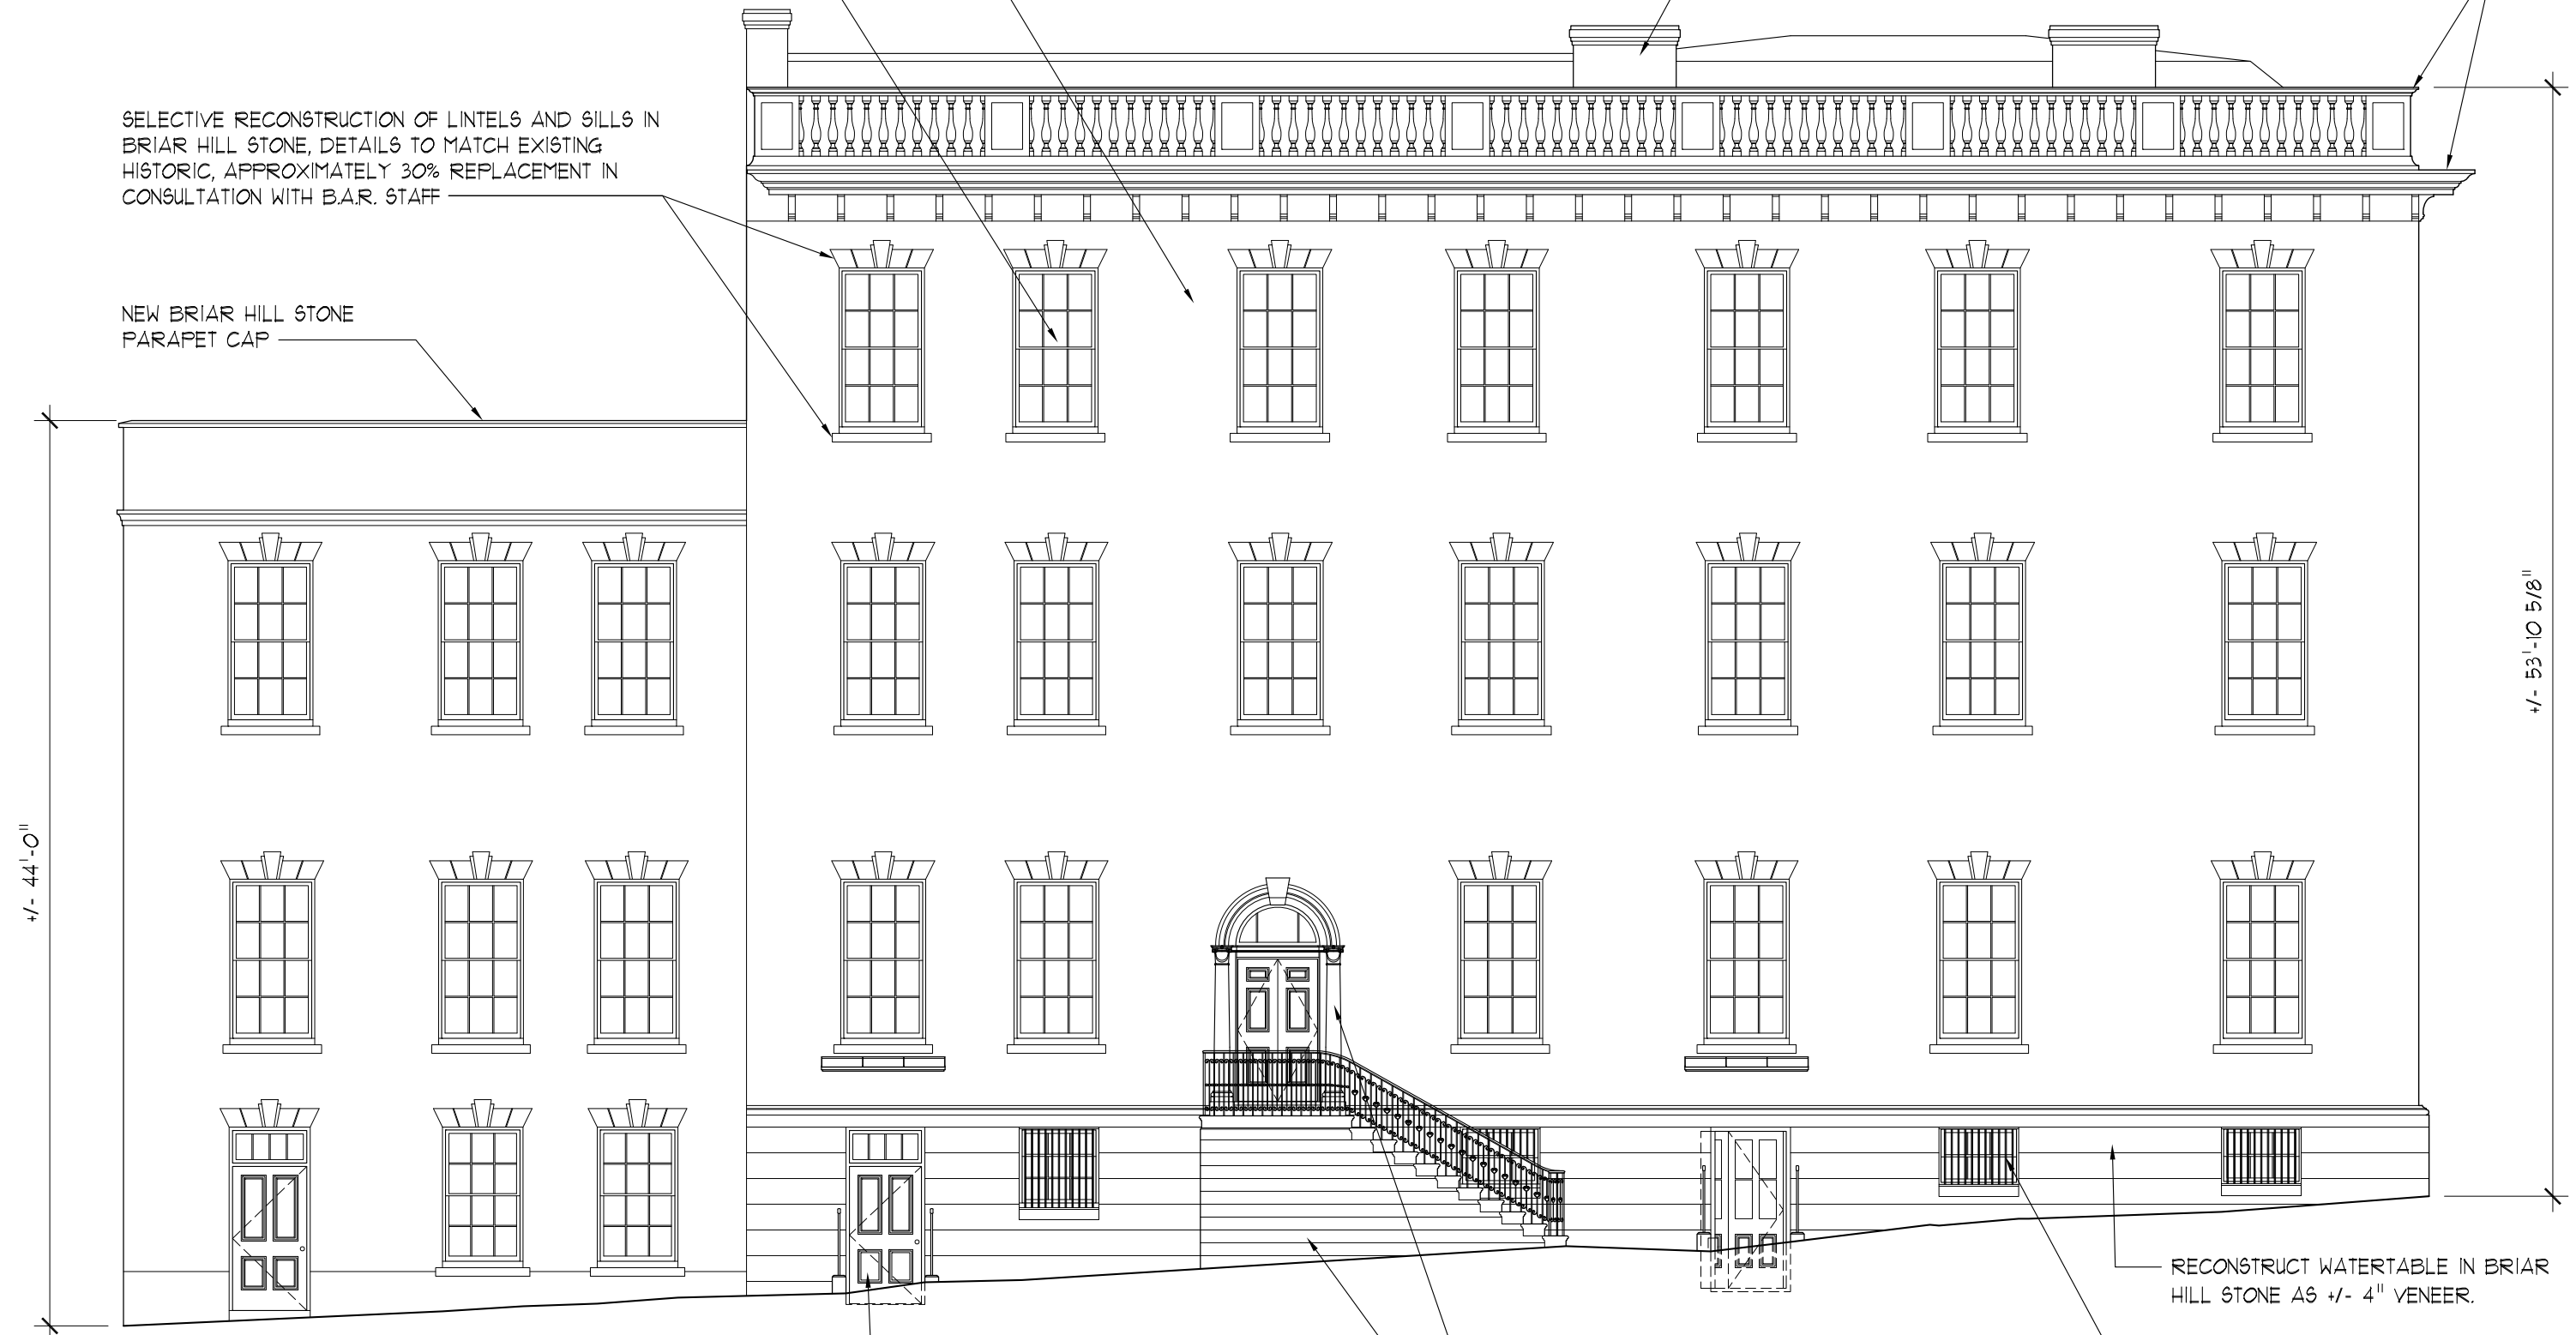 SELECTIVE RECONSTRUCTION OF LINTELS AND SILLS IN
BRIAR HILL STONE, DETAILS TO MATCH EXISTING
HISTORIC, APPROXIMATELY 30% REPLACEMENT IN
CONSULTATION WITH B.A.R. STAFF
NEW BRIAR HILL STONE
PARAPET CAP
+/- 44'-0"
+/- 53'-10 5/8"
RECONSTRUCT WATERTABLE IN BRIAR
HILL STONE AS +/- 4" VENEER.